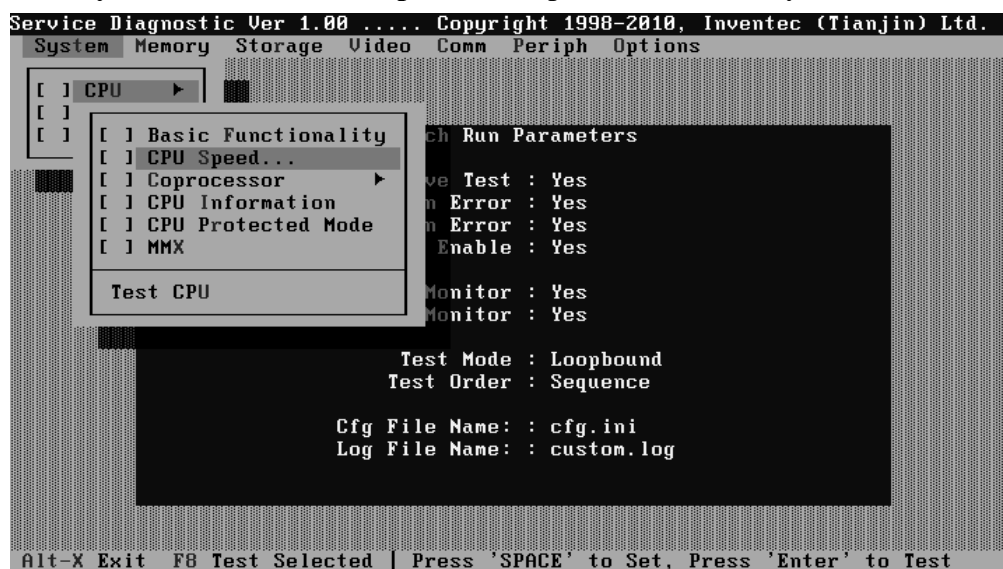 Service Diagnostic Ver 1.00 ..... Copyright 1998-2010, Inventec (Tianjin) Ltd.
System Memory Storage Video Comm Periph Options
[ ] CPU ►
[ ]
[ ]
[ ] Basic Functionality
[ ] CPU Speed...
[ ] Coprocessor ►
[ ] CPU Information
[ ] CPU Protected Mode
[ ] MMX
Test CPU
ch Run Parameters
ve Test : Yes
n Error : Yes
n Error : Yes
Enable : Yes
Monitor : Yes
Monitor : Yes
Test Mode : Loopbound
Test Order : Sequence
Cfg File Name: : cfg.ini
Log File Name: : custom.log
Alt-X Exit F8 Test Selected | Press 'SPACE' to Set, Press 'Enter' to Test